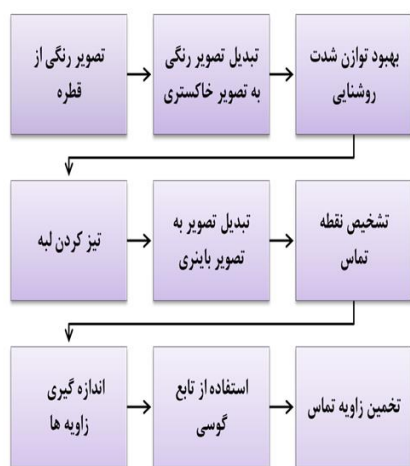 تصویر رنگی از
قطره
تبدیل تصویر رنگی
به تصویر خاکستری
بهبود توازن شدت
روشنایی
تیز کردن لبه
تبدیل تصویر به
تصویر باینری
تشخیص نقطه
تماس
اندازه گیری
زاویه ها
استفاده از تابع
گوسی
تخمین زاویه تماس